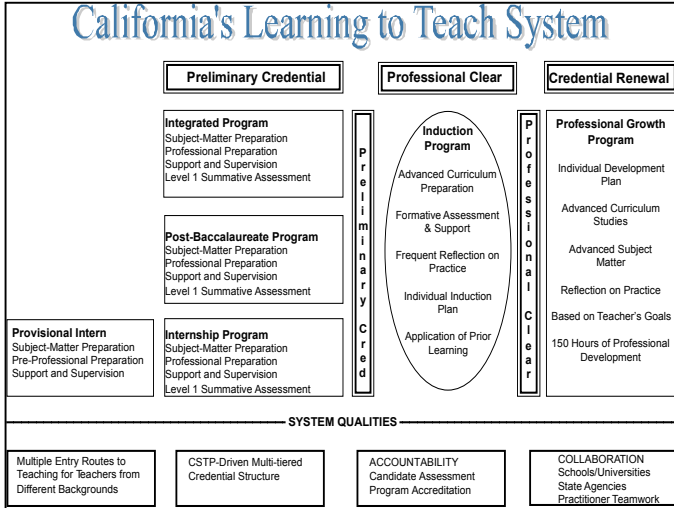 California's Learning to Teach System
Preliminary Credential
Professional Clear
Credential Renewal
Integrated Program
Subject-Matter Preparation
Professional Preparation
Support and Supervision
Level 1 Summative Assessment
Post-Baccalaureate Program
Subject-Matter Preparation
Professional Preparation
Support and Supervision
Level 1 Summative Assessment
Provisional Intern
Subject-Matter Preparation
Pre-Professional Preparation
Support and Supervision
Internship Program
Subject-Matter Preparation
Professional Preparation
Support and Supervision
Level 1 Summative Assessment
Preliminary Cred
Induction
Program
Advanced Curriculum
Preparation
Formative Assessment
& Support
Frequent Reflection on
Practice
Individual Induction
Plan
Application of Prior
Learning
Professional Clear
Professional Growth
Program
Individual Development
Plan
Advanced Curriculum
Studies
Advanced Subject
Matter
Reflection on Practice
Based on Teacher's Goals
150 Hours of Professional
Development
SYSTEM QUALITIES
Multiple Entry Routes to
Teaching for Teachers from
Different Backgrounds
CSTP-Driven Multi-tiered
Credential Structure
ACCOUNTABILITY
Candidate Assessment
Program Accreditation
COLLABORATION
Schools/Universities
State Agencies
Practitioner Teamwork